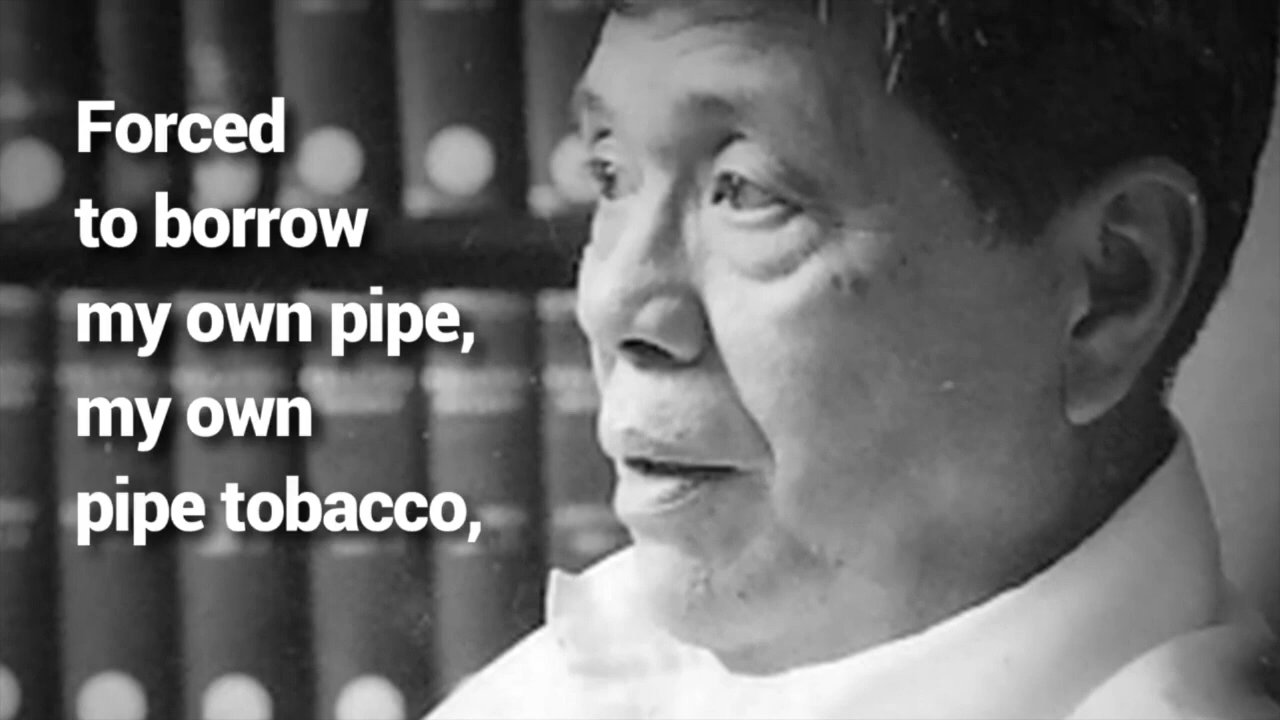 Forced
to borrow
my own pipe,
my own
pipe tobacco,